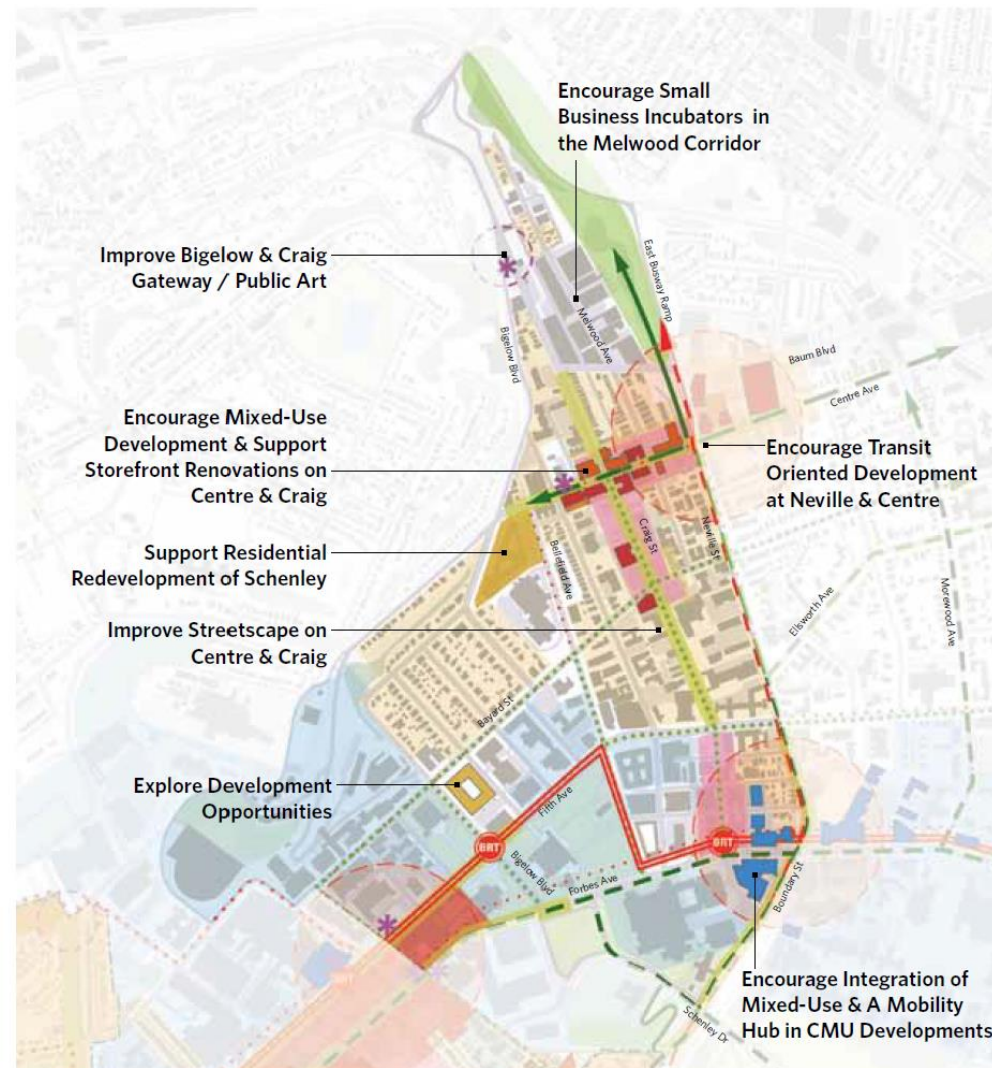 Encourage Small
Business Incubators in
the Melwood Corridor
Improve Bigelow & Craig
Gateway / Public Art
East Busway Ramp
Bigelow Blvd
Melwood Ave
Baum Blvd
Centre Ave
Encourage Mixed-Use
Development & Support
Storefront Renovations on
Centre & Craig
Encourage Transit
Oriented Development
at Neville & Centre
Support Residential
Redevelopment of Schenley
Bellefield Ave
Craig St
Neville St
Ellsworth Ave
Morewood Ave
Improve Streetscape on
Centre & Craig
Bayard St
Explore Development
Opportunities
Fifth Ave
BRT
BRT
Bigelow Blvd
Forbes Ave
Boundary St
Schenley Dr
Encourage Integration of
Mixed-Use & A Mobility
Hub in CMU Developments